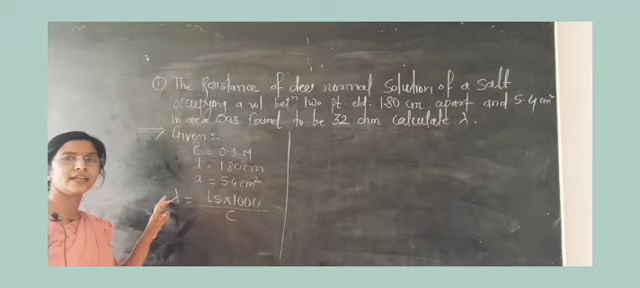 ① The Resistance of deci normal solution of a salt
occupying a vol betⁿ two pt. eld. 1.80 cm apart and 5.4 cm²
in area was found to be 32 ohm calculate λ.
⇒ Given:-
C = 0.1 M
l = 1.80 cm
a = 5.4 cm²
λ = LS×1000
C